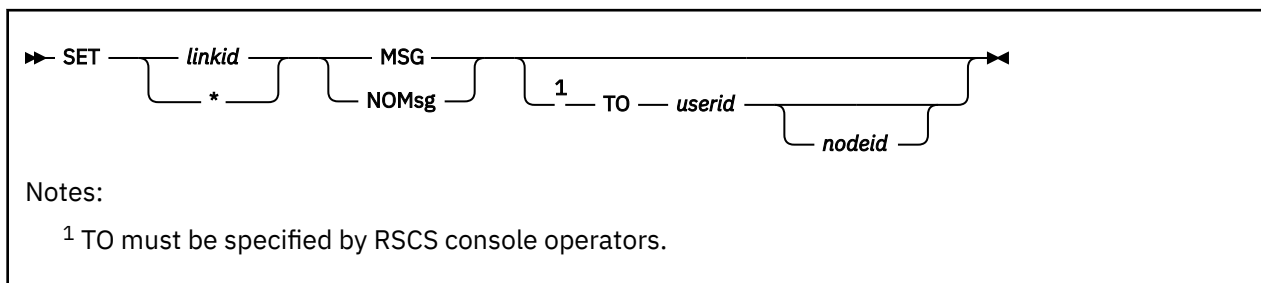 SET linkid MSG
* NOMsg 1 TO userid
nodeid
Notes:
1 TO must be specified by RSCS console operators.